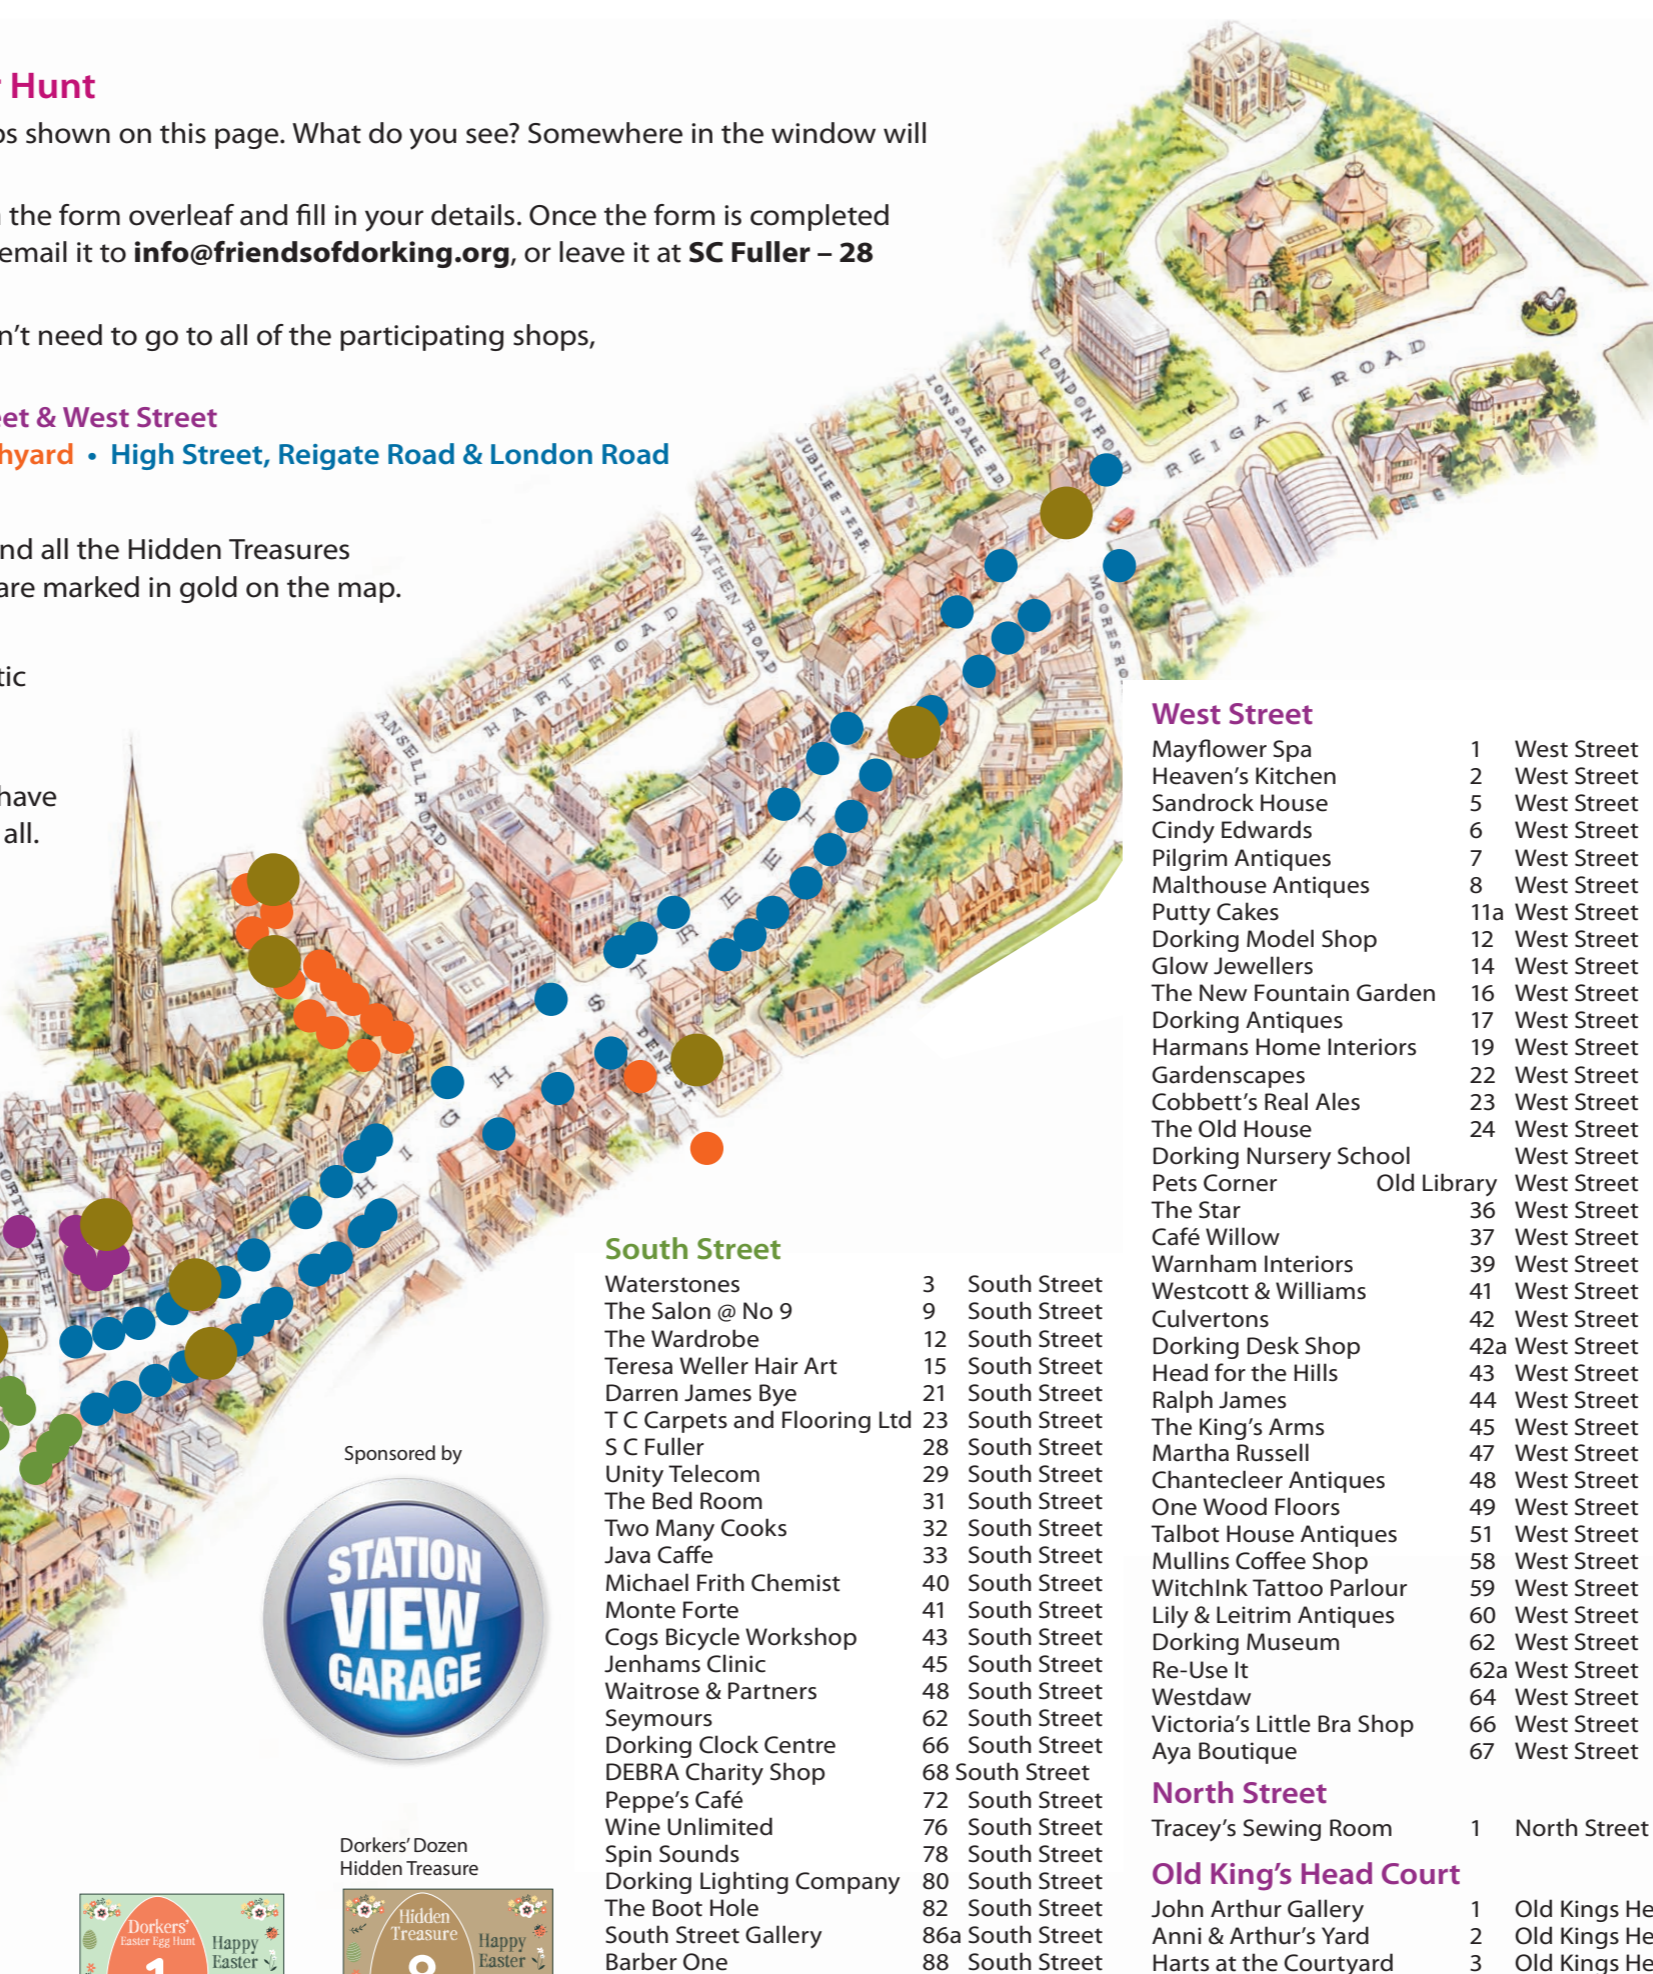 Hunt
shown on this page. What do you see? Somewhere in the window will
the form overleaf and fill in your details. Once the form is completed
email it to info@friendsofdorking.org, or leave it at SC Fuller – 28
need to go to all of the participating shops,
& West Street
• High Street, Reigate Road & London Road
all the Hidden Treasures
are marked in gold on the map.
have
all.
LONDON ROAD
REIGATE ROAD
LONSDALE RD.
JUBILEE TERR.
WATHEN ROAD
HART ROAD
ANSELL ROAD
MOORES RO
HIGH STREET
DENE ST.
NORTH STREET
West Street
Mayflower Spa 1 West Street
Heaven's Kitchen 2 West Street
Sandrock House 5 West Street
Cindy Edwards 6 West Street
Pilgrim Antiques 7 West Street
Malthouse Antiques 8 West Street
Putty Cakes 11a West Street
Dorking Model Shop 12 West Street
Glow Jewellers 14 West Street
The New Fountain Garden 16 West Street
Dorking Antiques 17 West Street
Harmans Home Interiors 19 West Street
Gardenscapes 22 West Street
Cobbett's Real Ales 23 West Street
The Old House 24 West Street
Dorking Nursery School West Street
Pets Corner Old Library West Street
The Star 36 West Street
Café Willow 37 West Street
Warnham Interiors 39 West Street
Westcott & Williams 41 West Street
Culvertons 42 West Street
Dorking Desk Shop 42a West Street
Head for the Hills 43 West Street
Ralph James 44 West Street
The King's Arms 45 West Street
Martha Russell 47 West Street
Chantecleer Antiques 48 West Street
One Wood Floors 49 West Street
Talbot House Antiques 51 West Street
Mullins Coffee Shop 58 West Street
WitchInk Tattoo Parlour 59 West Street
Lily & Leitrim Antiques 60 West Street
Dorking Museum 62 West Street
Re-Use It 62a West Street
Westdaw 64 West Street
Victoria's Little Bra Shop 66 West Street
Aya Boutique 67 West Street
North Street
Tracey's Sewing Room 1 North Street
Old King's Head Court
John Arthur Gallery 1 Old Kings He
Anni & Arthur's Yard 2 Old Kings He
Harts at the Courtyard 3 Old Kings He
South Street
Waterstones 3 South Street
The Salon @ No 9 9 South Street
The Wardrobe 12 South Street
Teresa Weller Hair Art 15 South Street
Darren James Bye 21 South Street
T C Carpets and Flooring Ltd 23 South Street
S C Fuller 28 South Street
Unity Telecom 29 South Street
The Bed Room 31 South Street
Two Many Cooks 32 South Street
Java Caffe 33 South Street
Michael Frith Chemist 40 South Street
Monte Forte 41 South Street
Cogs Bicycle Workshop 43 South Street
Jenhams Clinic 45 South Street
Waitrose & Partners 48 South Street
Seymours 62 South Street
Dorking Clock Centre 66 South Street
DEBRA Charity Shop 68 South Street
Peppe's Café 72 South Street
Wine Unlimited 76 South Street
Spin Sounds 78 South Street
Dorking Lighting Company 80 South Street
The Boot Hole 82 South Street
South Street Gallery 86a South Street
Barber One 88 South Street
Sponsored by
STATION
VIEW
GARAGE
Dorkers' Dozen
Hidden Treasure
Dorkers'
Easter Egg Hunt
1
Happy
Easter
Hidden
Treasure
Happy
Easter